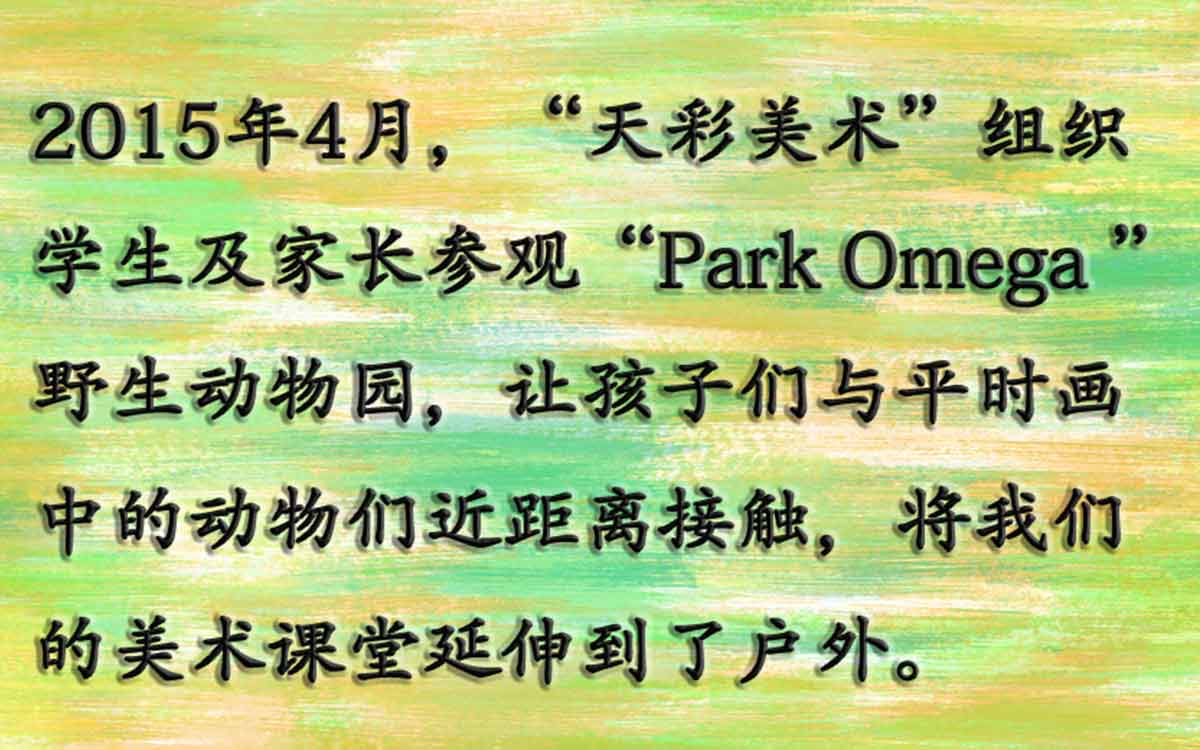 2015年4月，“天彩美术”组织
学生及家长参观“Park Omega ”
野生动物园，让孩子们与平时画
中的动物们近距离接触，将我们
的美术课堂延伸到了户外。